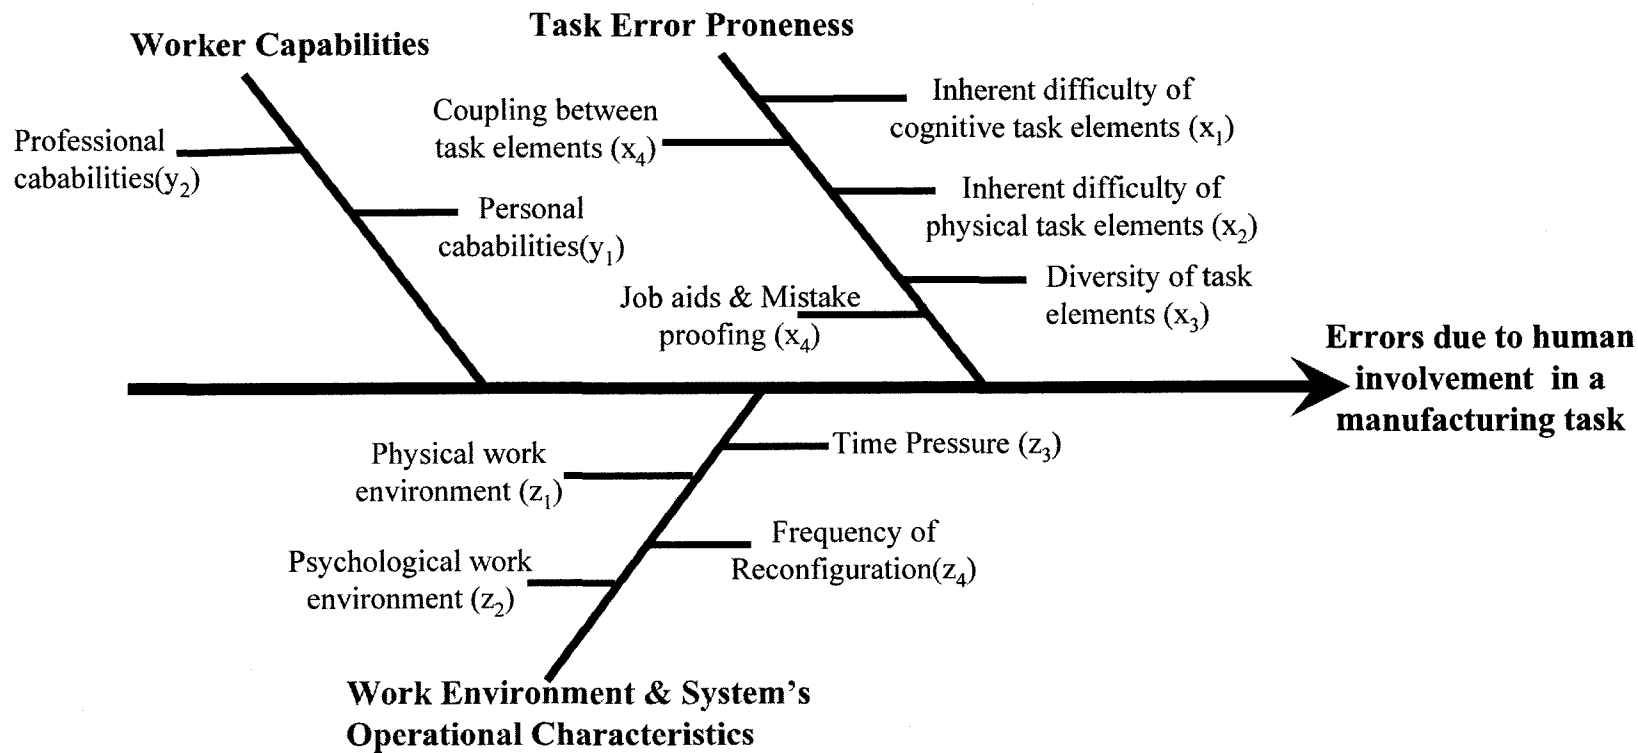 Worker Capabilities
Professional
cababilities(y₂)
Personal
cababilities(y₁)
Task Error Proneness
Coupling between
task elements (x₄)
Inherent difficulty of
cognitive task elements (x₁)
Inherent difficulty of
physical task elements (x₂)
Diversity of task
elements (x₃)
Job aids & Mistake
proofing (x₄)
Errors due to human
involvement in a
manufacturing task
Time Pressure (z₃)
Physical work
environment (z₁)
Frequency of
Reconfiguration(z₄)
Psychological work
environment (z₂)
Work Environment & System's
Operational Characteristics